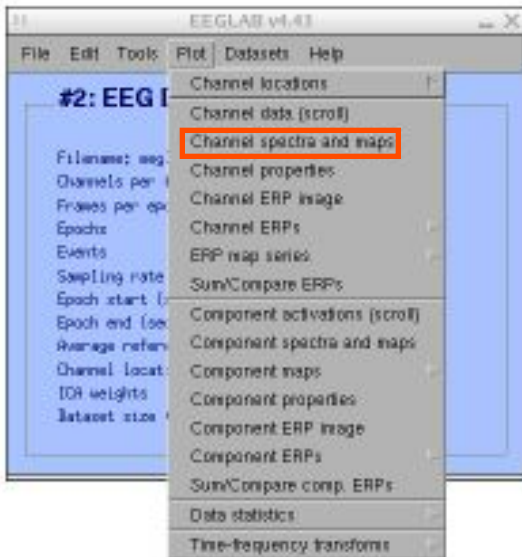 EEGLAB v4.43
File Edit Tools Plot Datasets Help
#2: EEG
Channel locations
Channel data (scroll)
Channel spectra and maps
Channel properties
Channel ERP image
Channel ERPs
ERP map series
Sum/Compare ERPs
Component activations (scroll)
Component spectra and maps
Component maps
Component properties
Component ERP image
Component ERPs
Sum/Compare comp. ERPs
Data statistics
Time-frequency transforms
Filename: eeg
Channels per
Frames per epo
Epochs
Events
Sampling rate
Epoch start (
Epoch end (sec
Average refere
Channel locat
ICA weights
Dataset size